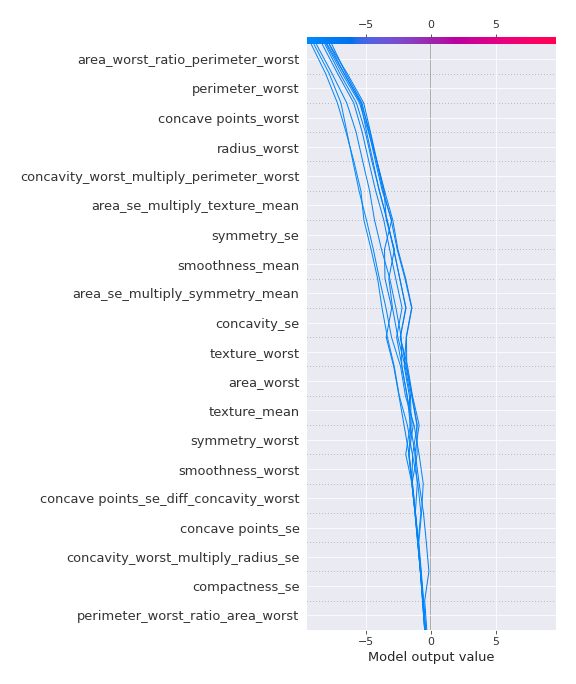 −5 0 5
area_worst_ratio_perimeter_worst
perimeter_worst
concave points_worst
radius_worst
concavity_worst_multiply_perimeter_worst
area_se_multiply_texture_mean
symmetry_se
smoothness_mean
area_se_multiply_symmetry_mean
concavity_se
texture_worst
area_worst
texture_mean
symmetry_worst
smoothness_worst
concave points_se_diff_concavity_worst
concave points_se
concavity_worst_multiply_radius_se
compactness_se
perimeter_worst_ratio_area_worst
−5 0 5
Model output value